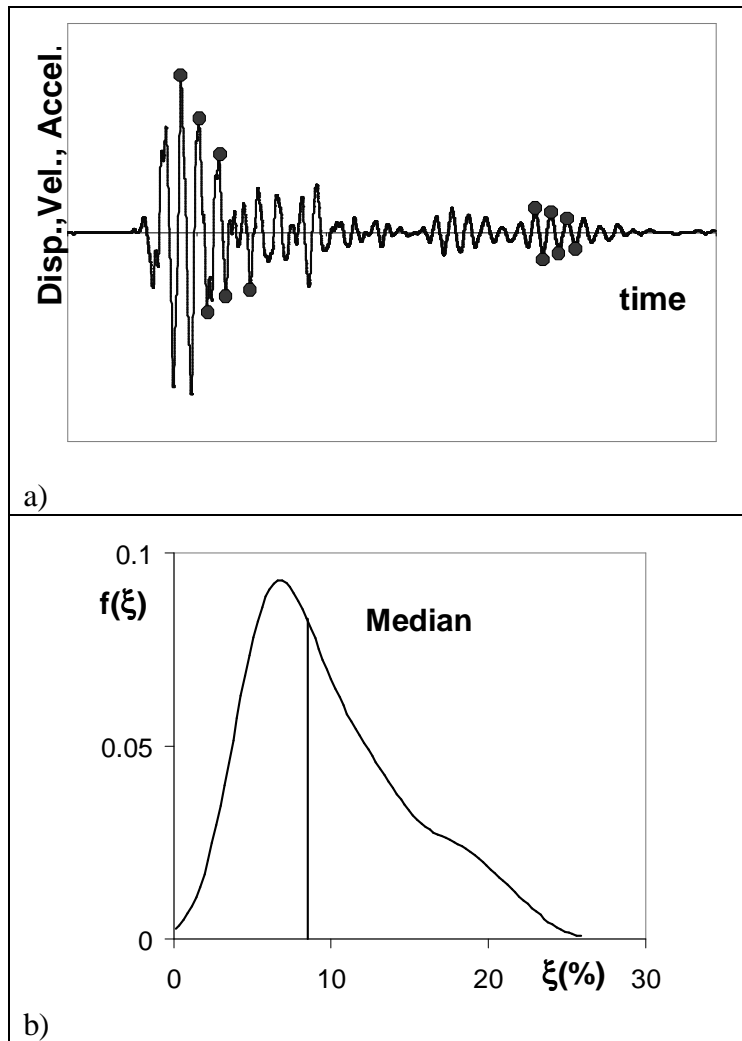 Disp.,Vel., Accel.
time
a)
0.1
f(ξ)
Median
0.05
0
0 10 20 30
ξ(%)
b)